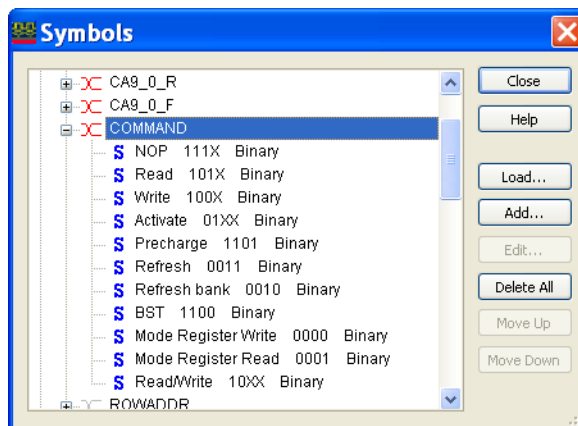 Symbols
CA9_0_R
CA9_0_F
COMMAND
NOP 111X Binary
Read 101X Binary
Write 100X Binary
Activate 01XX Binary
Precharge 1101 Binary
Refresh 0011 Binary
Refresh bank 0010 Binary
BST 1100 Binary
Mode Register Write 0000 Binary
Mode Register Read 0001 Binary
Read/Write 10XX Binary
ROWADDR
Close
Help
Load...
Add...
Edit...
Delete All
Move Up
Move Down